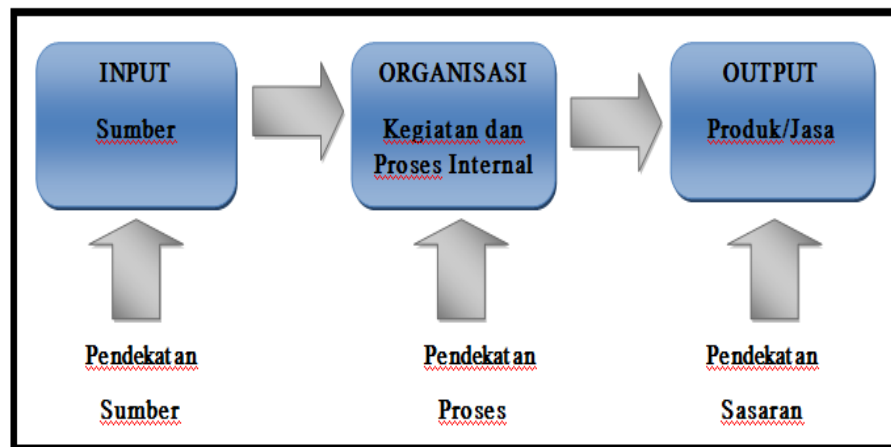 INPUT
Sumber
ORGANISASI
Kegiatan dan
Proses Internal
OUTPUT
Produk/Jasa
Pendekatan
Sumber
Pendekatan
Proses
Pendekatan
Sasaran